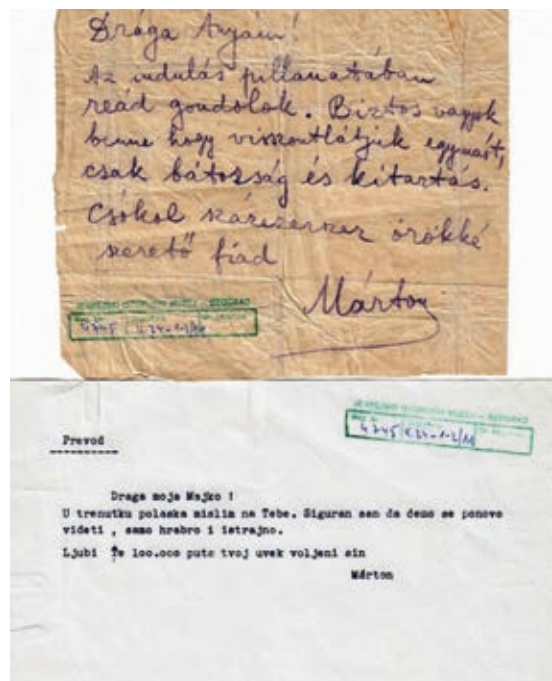 Drága Anyám!
Az indulás pillanatában
reád gondolok. Biztos vagyok
benne hogy viszontlátjuk egymást,
csak bátorság és kitartás.
Csókol százezerszer örökké
szerető fiad
Márton
4745
Prevod
4745
Draga moja Majko !
U trenutku polaska mislim na Tebe. Siguran sam da ćemo se ponovo
videti , samo hrabro i istrajno.
Ljubi Te 100.000 puta tvoj uvek voljeni sin
Márton